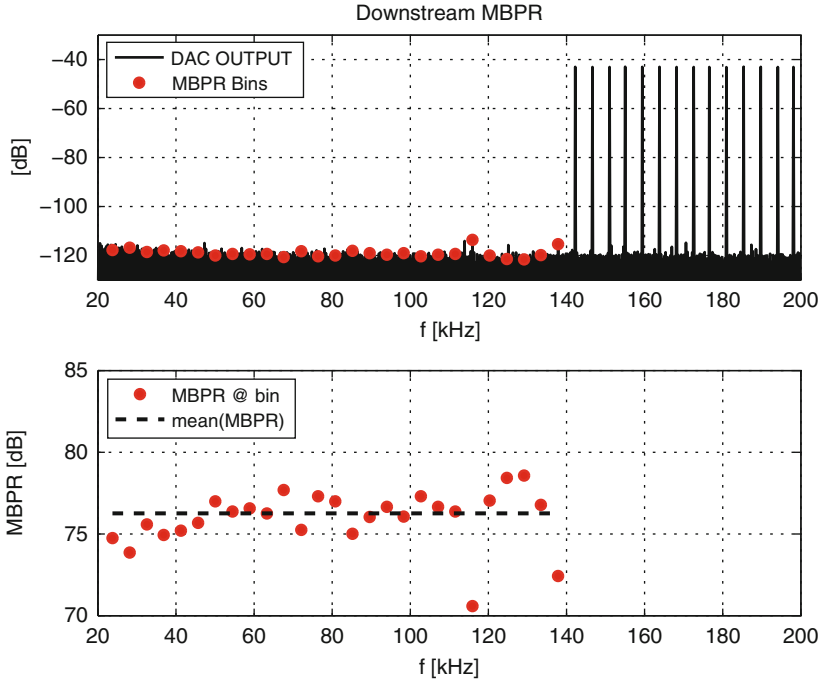 Downstream MBPR
DAC OUTPUT
MBPR Bins
[dB]
−40
−60
−80
−100
−120
20 40 60 80 100 120 140 160 180 200
f [kHz]
MBPR @ bin
mean(MBPR)
MBPR [dB]
85
80
75
70
20 40 60 80 100 120 140 160 180 200
f [kHz]